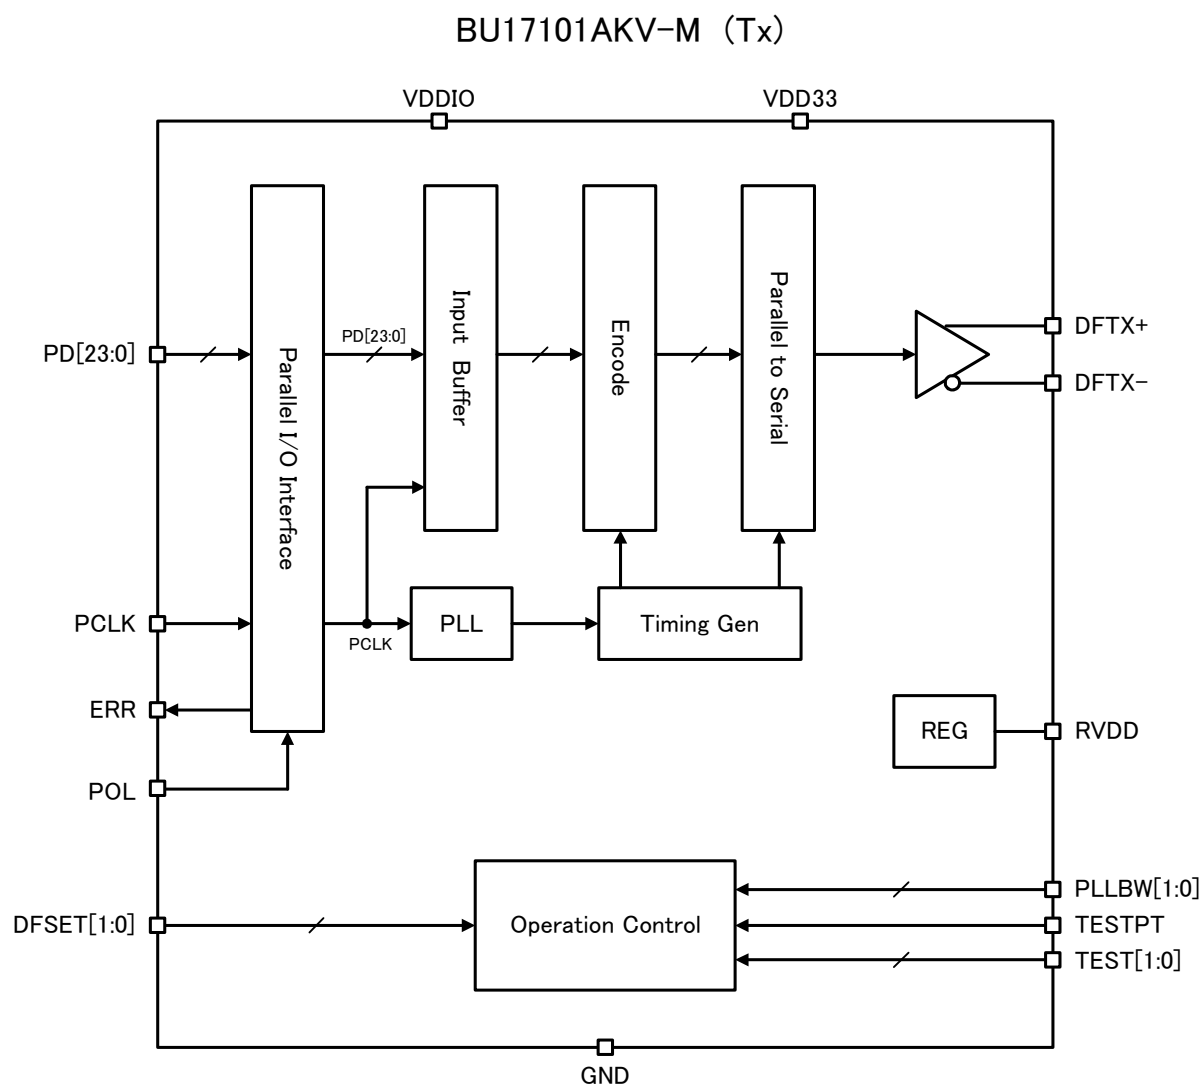 BU17101AKV-M (Tx)
VDDIO
VDD33
PD[23:0]
Parallel I/O Interface
PD[23:0]
Input Buffer
Encode
Parallel to Serial
DFTX+
DFTX-
PCLK
PCLK
PLL
Timing Gen
ERR
POL
REG
RVDD
DFSET[1:0]
Operation Control
PLLBW[1:0]
TESTPT
TEST[1:0]
GND